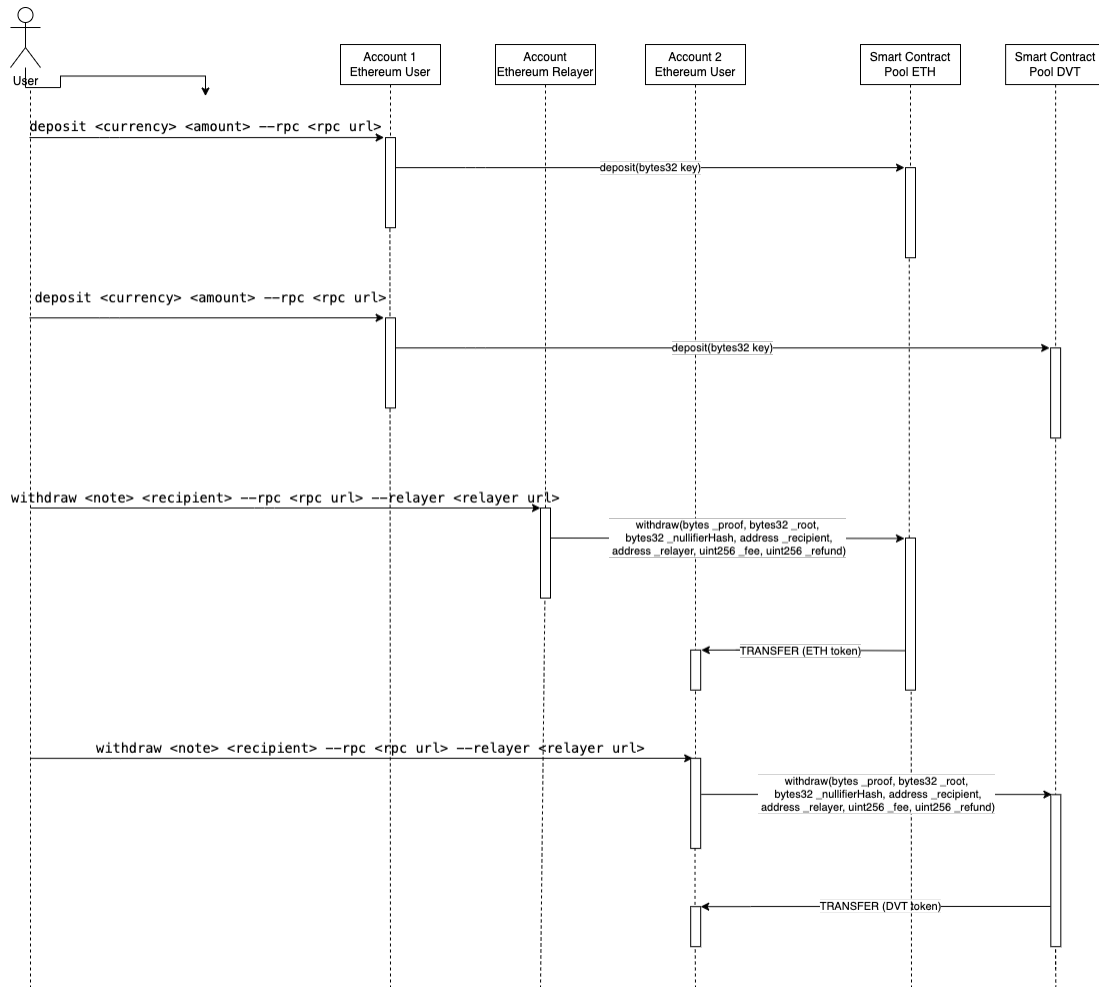 User
Account 1
Ethereum User
Account
Ethereum Relayer
Account 2
Ethereum User
Smart Contract
Pool ETH
Smart Contract
Pool DVT
deposit <currency> <amount> --rpc <rpc url>
deposit(bytes32 key)
deposit <currency> <amount> --rpc <rpc url>
deposit(bytes32 key)
withdraw <note> <recipient> --rpc <rpc url> --relayer <relayer url>
withdraw(bytes _proof, bytes32 _root,
bytes32 _nullifierHash, address _recipient,
address _relayer, uint256 _fee, uint256 _refund)
TRANSFER (ETH token)
withdraw <note> <recipient> --rpc <rpc url> --relayer <relayer url>
withdraw(bytes _proof, bytes32 _root,
bytes32 _nullifierHash, address _recipient,
address _relayer, uint256 _fee, uint256 _refund)
TRANSFER (DVT token)